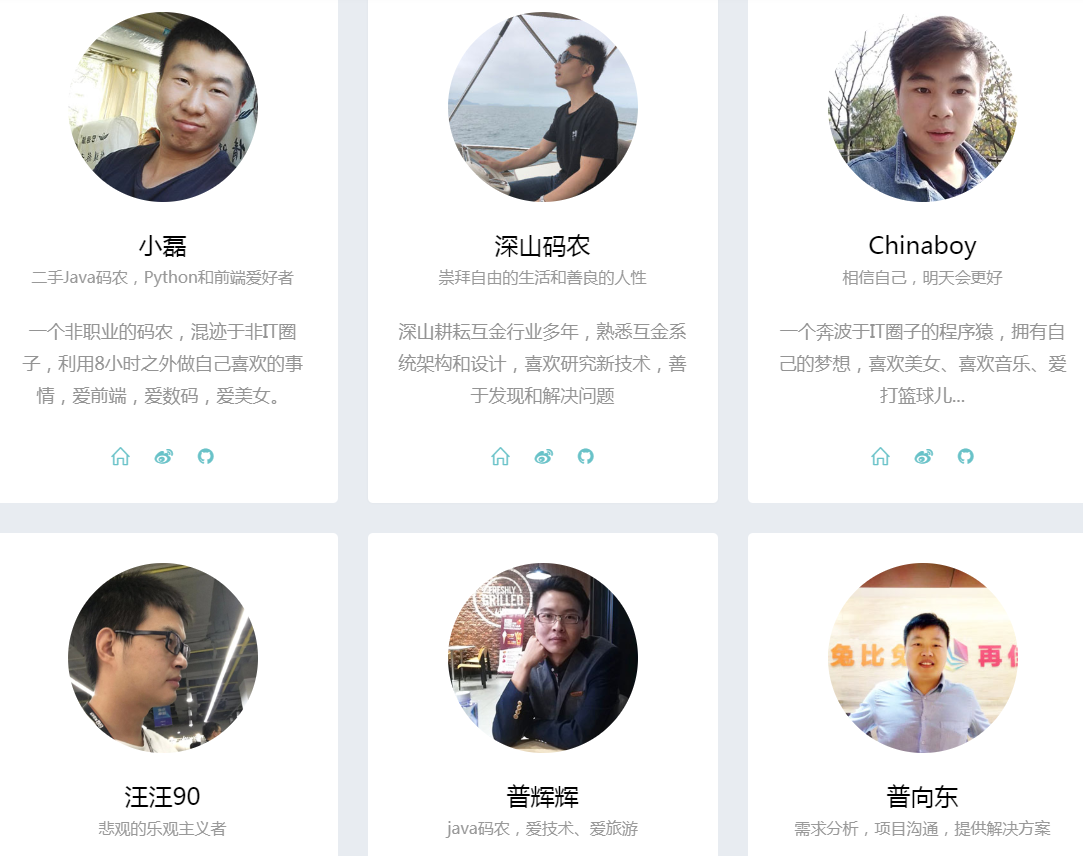 小磊
二手Java码农，Python和前端爱好者
一个非职业的码农，混迹于非IT圈
子，利用8小时之外做自己喜欢的事
情，爱前端，爱数码，爱美女。
深山码农
崇拜自由的生活和善良的人性
深山耕耘互金行业多年，熟悉互金系
统架构和设计，喜欢研究新技术，善
于发现和解决问题
Chinaboy
相信自己，明天会更好
一个奔波于IT圈子的程序猿，拥有自
己的梦想，喜欢美女、喜欢音乐、爱
打篮球儿...
汪汪90
悲观的乐观主义者
FRESHLY
GRILLED
普辉辉
java码农，爱技术、爱旅游
兔比
再
普向东
需求分析，项目沟通，提供解决方案